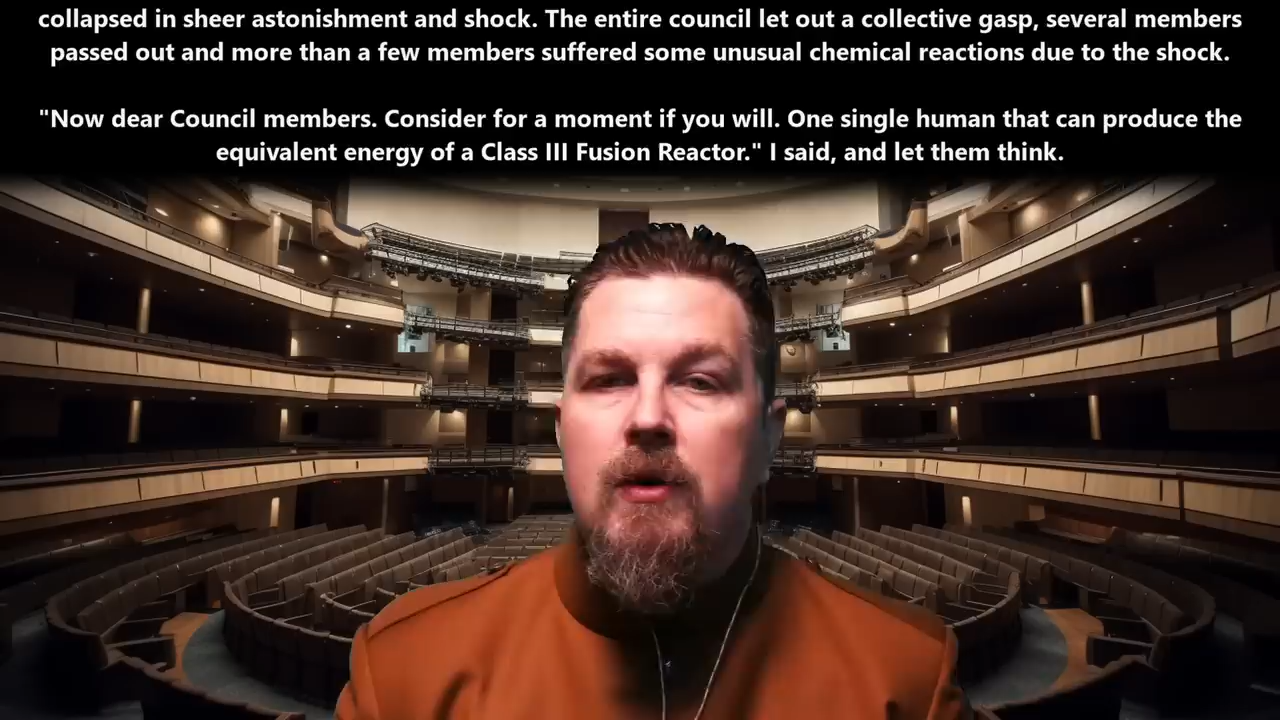 collapsed in sheer astonishment and shock. The entire council let out a collective gasp, several members
passed out and more than a few members suffered some unusual chemical reactions due to the shock.
"Now dear Council members. Consider for a moment if you will. One single human that can produce the
equivalent energy of a Class III Fusion Reactor." I said, and let them think.